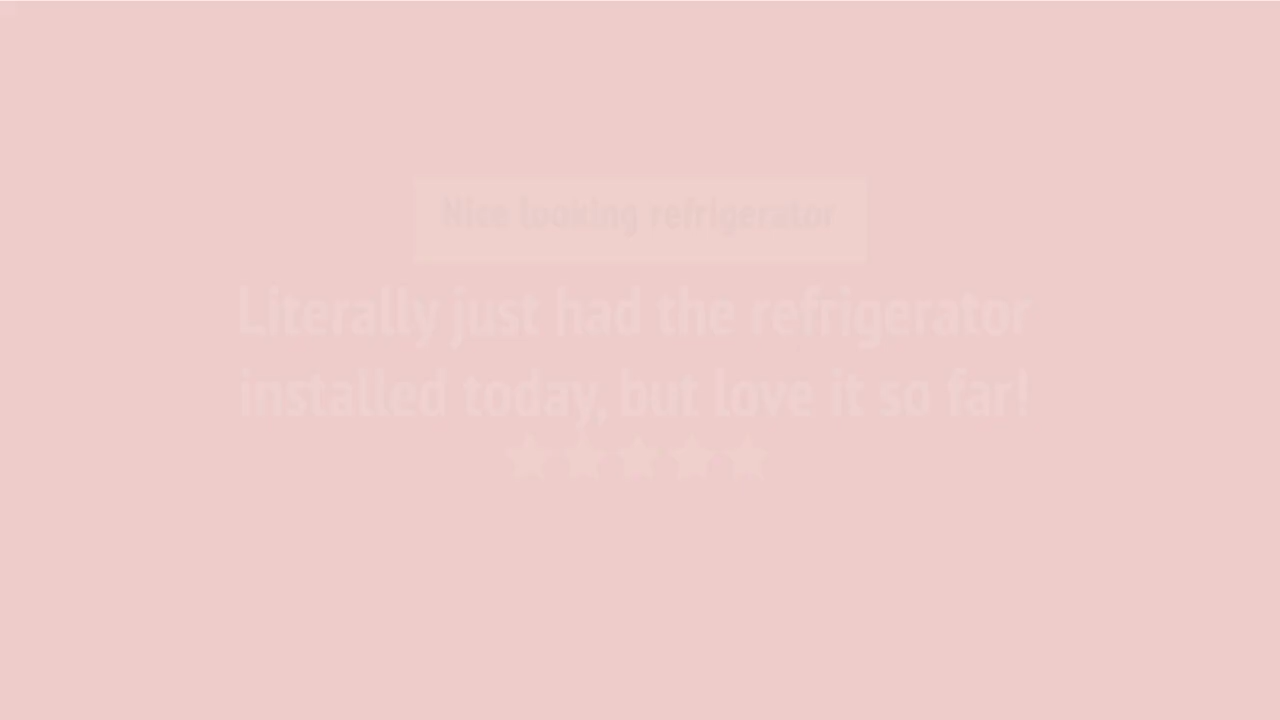 Nice looking refrigerator
Literally just had the refrigerator
installed today, but love it so far!